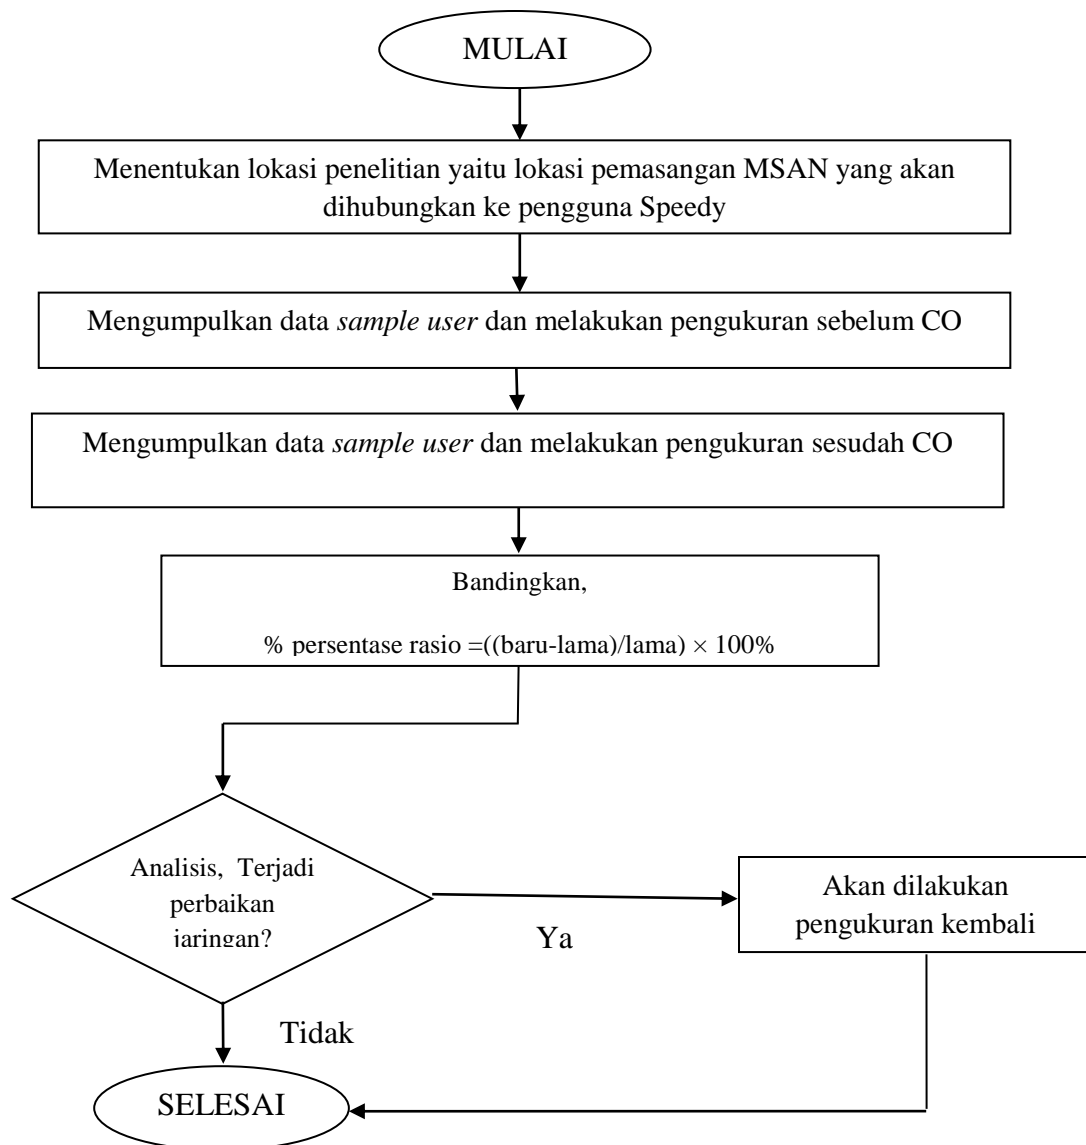 MULAI
Menentukan lokasi penelitian yaitu lokasi pemasangan MSAN yang akan
dihubungkan ke pengguna Speedy
Mengumpulkan data sample user dan melakukan pengukuran sebelum CO
Mengumpulkan data sample user dan melakukan pengukuran sesudah CO
Bandingkan,
% persentase rasio =((baru-lama)/lama) × 100%
Analisis, Terjadi
perbaikan
jaringan?
Ya
Akan dilakukan
pengukuran kembali
Tidak
SELESAI